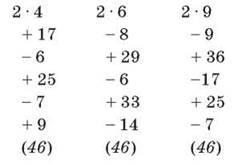 2 · 4 2 · 6 2 · 9
+ 17 − 8 − 9
− 6 + 29 + 36
+ 25 − 6 −17
− 7 + 33 + 25
+ 9 − 14 − 7
(46) (46) (46)